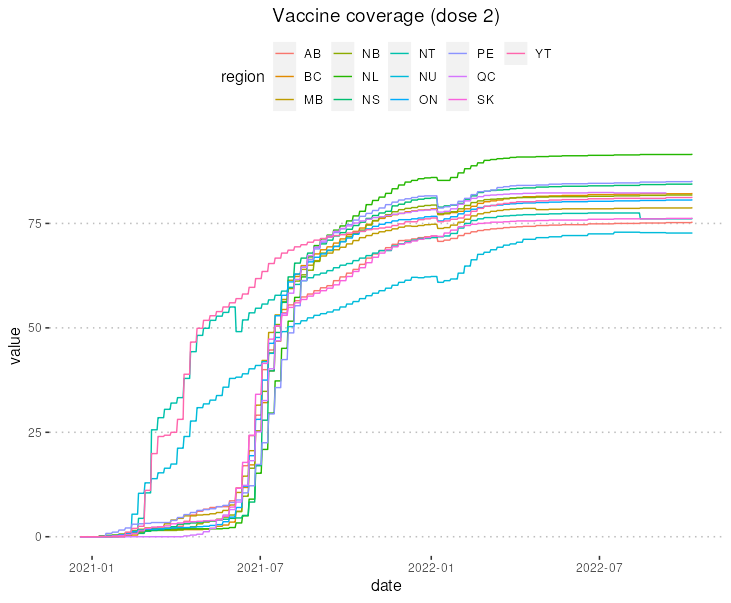 Vaccine coverage (dose 2)
region
AB NB NT PE YT
BC NL NU QC
MB NS ON SK
value
75
50
25
0
2021-01 2021-07 2022-01 2022-07
date